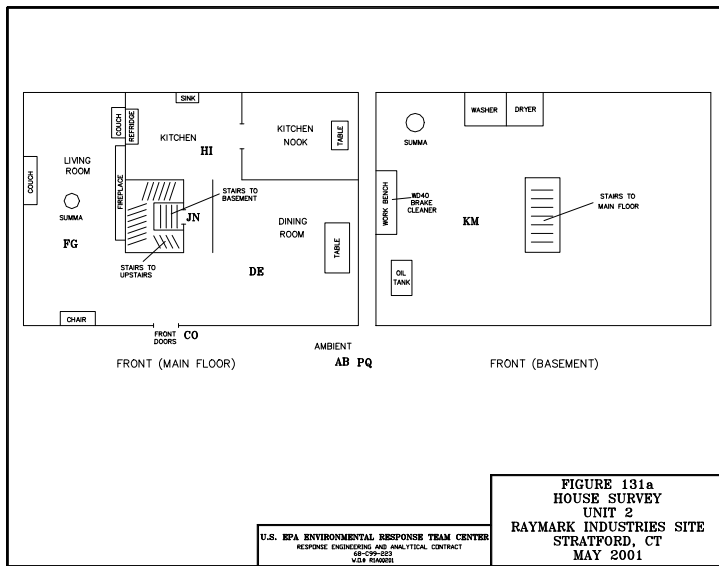 SINK
COUCH
REFRIDGE
KITCHEN
HI
KITCHEN
NOOK
TABLE
LIVING
ROOM
COUCH
FIREPLACE
SUMMA
FG
STAIRS TO
BASEMENT
JN
DINING
ROOM
TABLE
STAIRS TO
UPSTAIRS
DE
CHAIR
FRONT
DOORS
CO
FRONT (MAIN FLOOR)
AMBIENT
AB PQ
WASHER
DRYER
SUMMA
WORK BENCH
WD40
BRAKE
CLEANER
KM
STAIRS TO
MAIN FLOOR
OIL
TANK
FRONT (BASEMENT)
U.S. EPA ENVIRONMENTAL RESPONSE TEAM CENTER
RESPONSE ENGINEERING AND ANALYTICAL CONTRACT
68-C99-223
W.O.# R1A00201
FIGURE 131a
HOUSE SURVEY
UNIT 2
RAYMARK INDUSTRIES SITE
STRATFORD, CT
MAY 2001